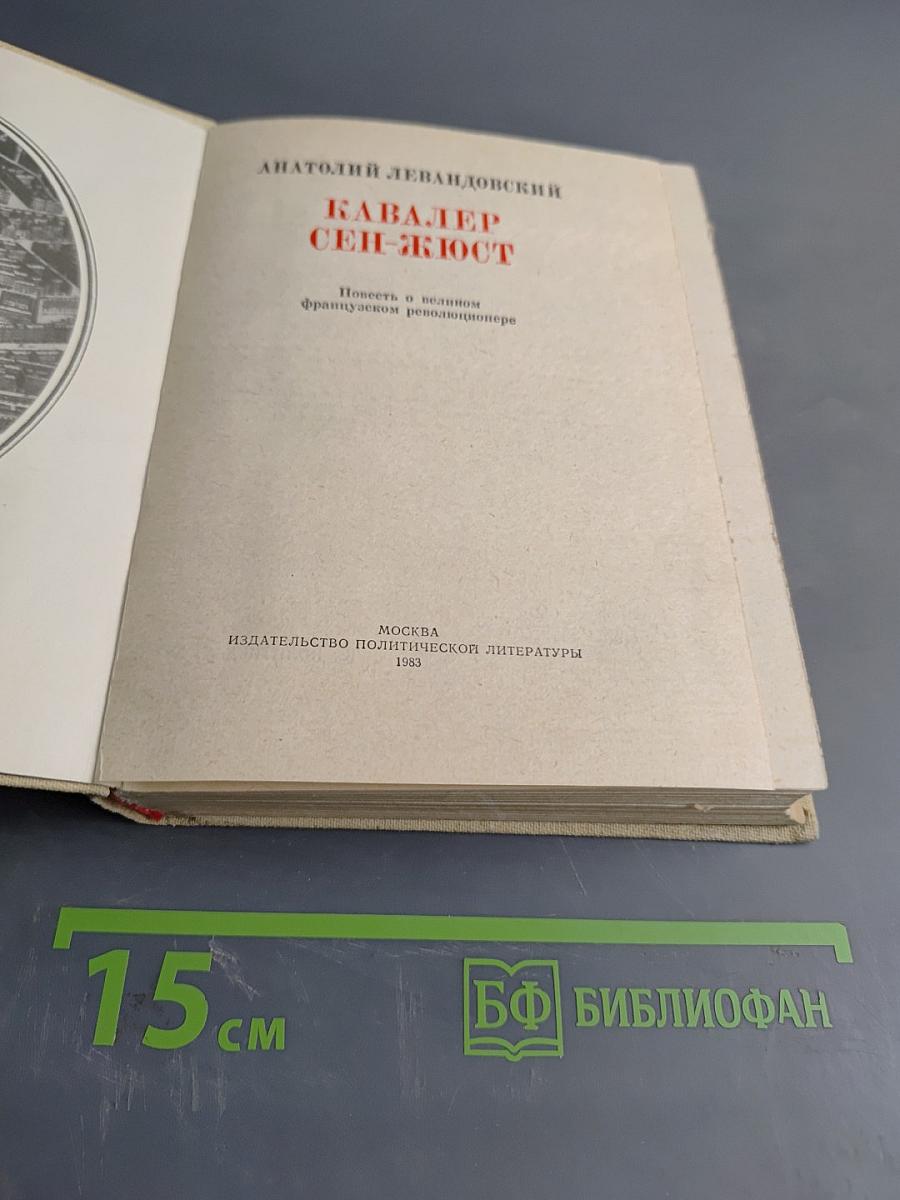 АНАТОЛИЙ ЛЕВАНДОВСКИЙ
КАВАЛЕР
СЕН-ЖЮСТ
Повесть о великом
французском революционере
МОСКВА
ИЗДАТЕЛЬСТВО ПОЛИТИЧЕСКОЙ ЛИТЕРАТУРЫ
1983
15 см
БФ БИБЛИОФАН